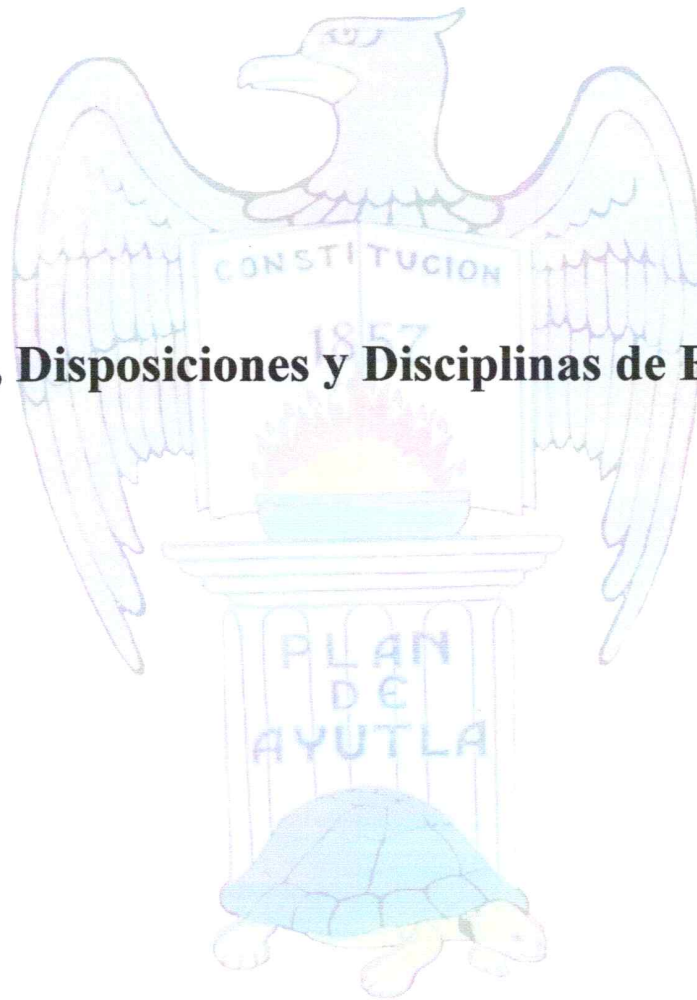 CONSTITUCION
1857
, Disposiciones y Disciplinas de
PLAN
DE
AYUTLA